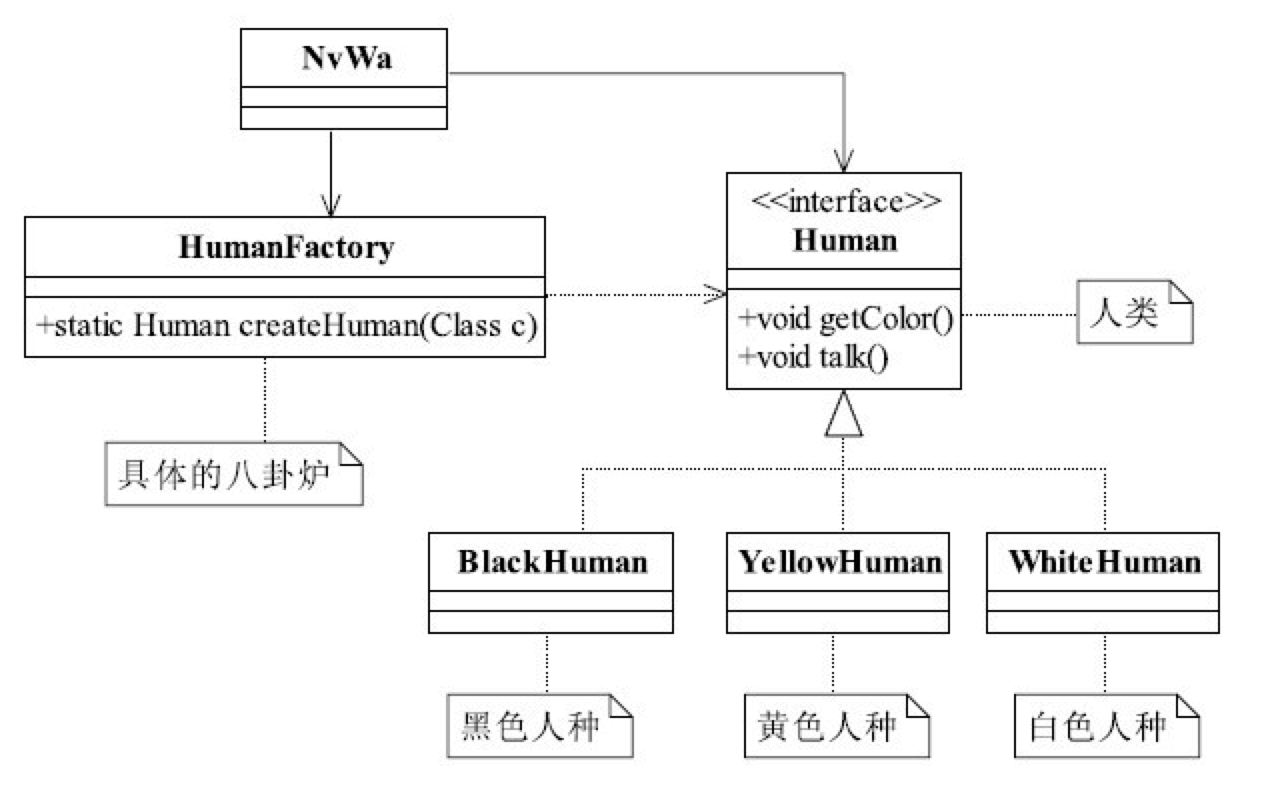 NvWa
<<interface>>
Human
HumanFactory
+static Human createHuman(Class c)
+void getColor()
+void talk()
人类
具体的八卦炉
BlackHuman
YellowHuman
WhiteHuman
黑色人种
黄色人种
白色人种